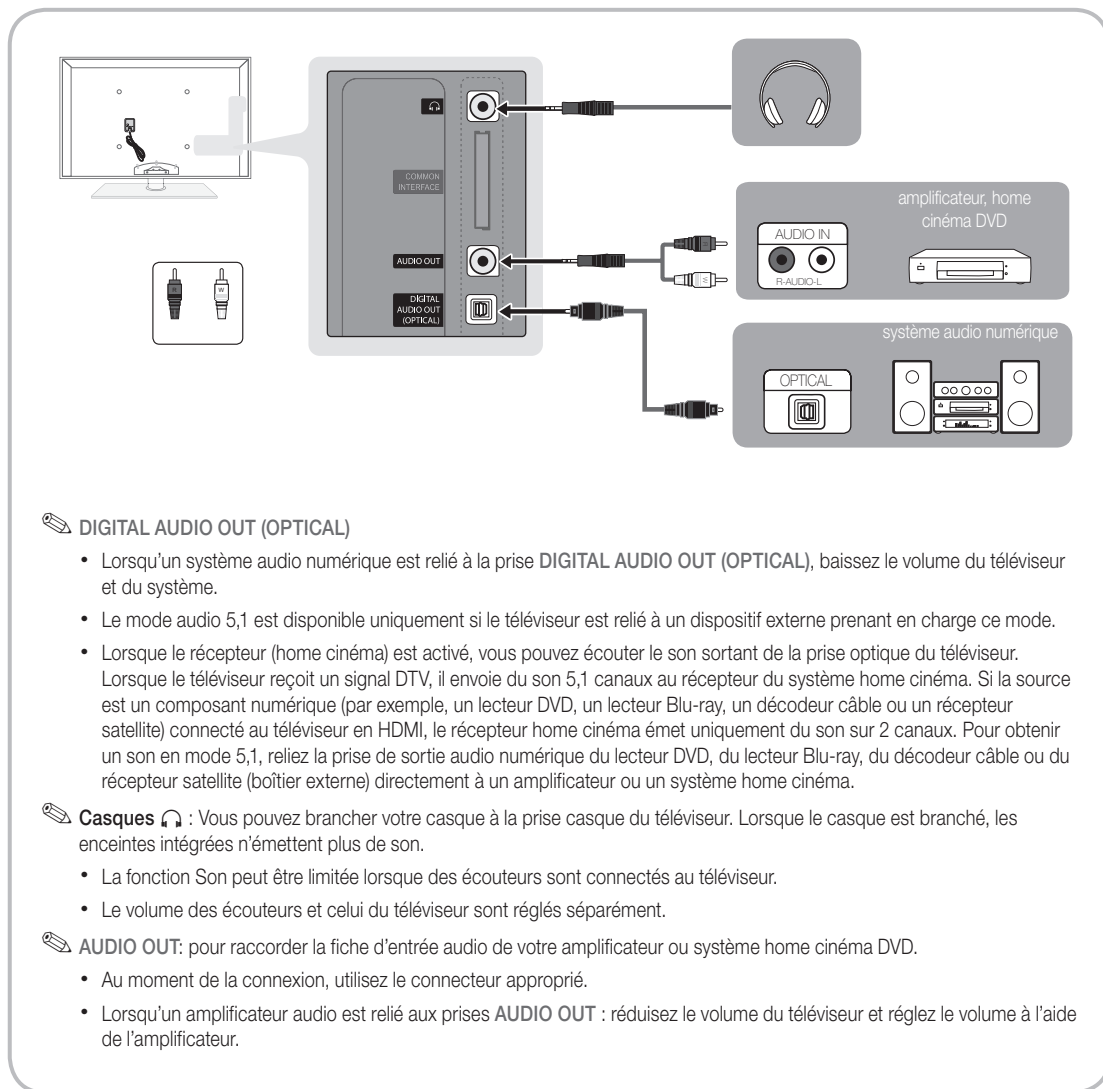 COMMON
INTERFACE
AUDIO OUT
DIGITAL
AUDIO OUT
(OPTICAL)
R
W
R
W
amplificateur, home
cinéma DVD
AUDIO IN
R-AUDIO-L
système audio numérique
OPTICAL
DIGITAL AUDIO OUT (OPTICAL)
• Lorsqu’un système audio numérique est relié à la prise DIGITAL AUDIO OUT (OPTICAL), baissez le volume du téléviseur
et du système.
• Le mode audio 5,1 est disponible uniquement si le téléviseur est relié à un dispositif externe prenant en charge ce mode.
• Lorsque le récepteur (home cinéma) est activé, vous pouvez écouter le son sortant de la prise optique du téléviseur.
Lorsque le téléviseur reçoit un signal DTV, il envoie du son 5,1 canaux au récepteur du système home cinéma. Si la source
est un composant numérique (par exemple, un lecteur DVD, un lecteur Blu-ray, un décodeur câble ou un récepteur
satellite) connecté au téléviseur en HDMI, le récepteur home cinéma émet uniquement du son sur 2 canaux. Pour obtenir
un son en mode 5,1, reliez la prise de sortie audio numérique du lecteur DVD, du lecteur Blu-ray, du décodeur câble ou du
récepteur satellite (boîtier externe) directement à un amplificateur ou un système home cinéma.
Casques : Vous pouvez brancher votre casque à la prise casque du téléviseur. Lorsque le casque est branché, les
enceintes intégrées n’émettent plus de son.
• La fonction Son peut être limitée lorsque des écouteurs sont connectés au téléviseur.
• Le volume des écouteurs et celui du téléviseur sont réglés séparément.
AUDIO OUT: pour raccorder la fiche d’entrée audio de votre amplificateur ou système home cinéma DVD.
• Au moment de la connexion, utilisez le connecteur approprié.
• Lorsqu’un amplificateur audio est relié aux prises AUDIO OUT : réduisez le volume du téléviseur et réglez le volume à l’aide
de l’amplificateur.